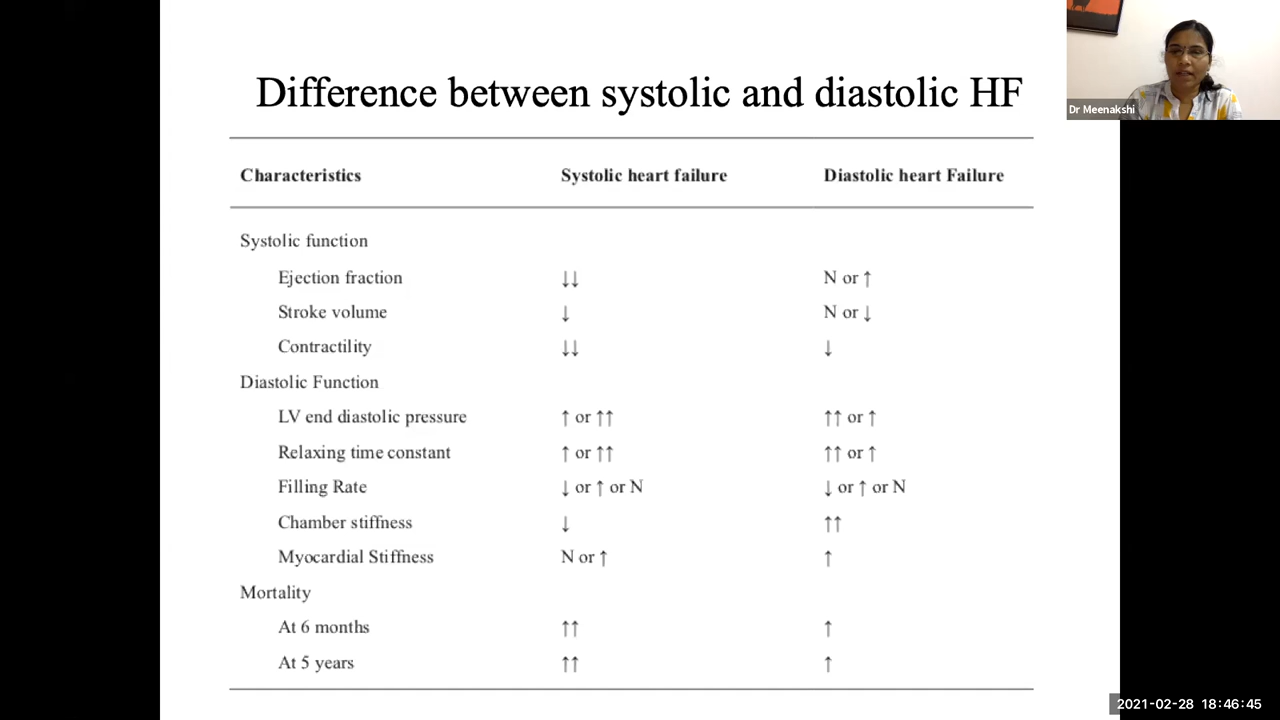 Difference between systolic and diastolic HF
Dr Meenakshi
Characteristics Systolic heart failure Diastolic heart Failure
Systolic function
Ejection fraction ↓↓ N or ↑
Stroke volume ↓ N or ↓
Contractility ↓↓ ↓
Diastolic Function
LV end diastolic pressure ↑ or ↑↑ ↑↑ or ↑
Relaxing time constant ↑ or ↑↑ ↑↑ or ↑
Filling Rate ↓ or ↑ or N ↓ or ↑ or N
Chamber stiffness ↓ ↑↑
Myocardial Stiffness N or ↑ ↑
Mortality
At 6 months ↑↑ ↑
At 5 years ↑↑ ↑
2021-02-28 18:46:45